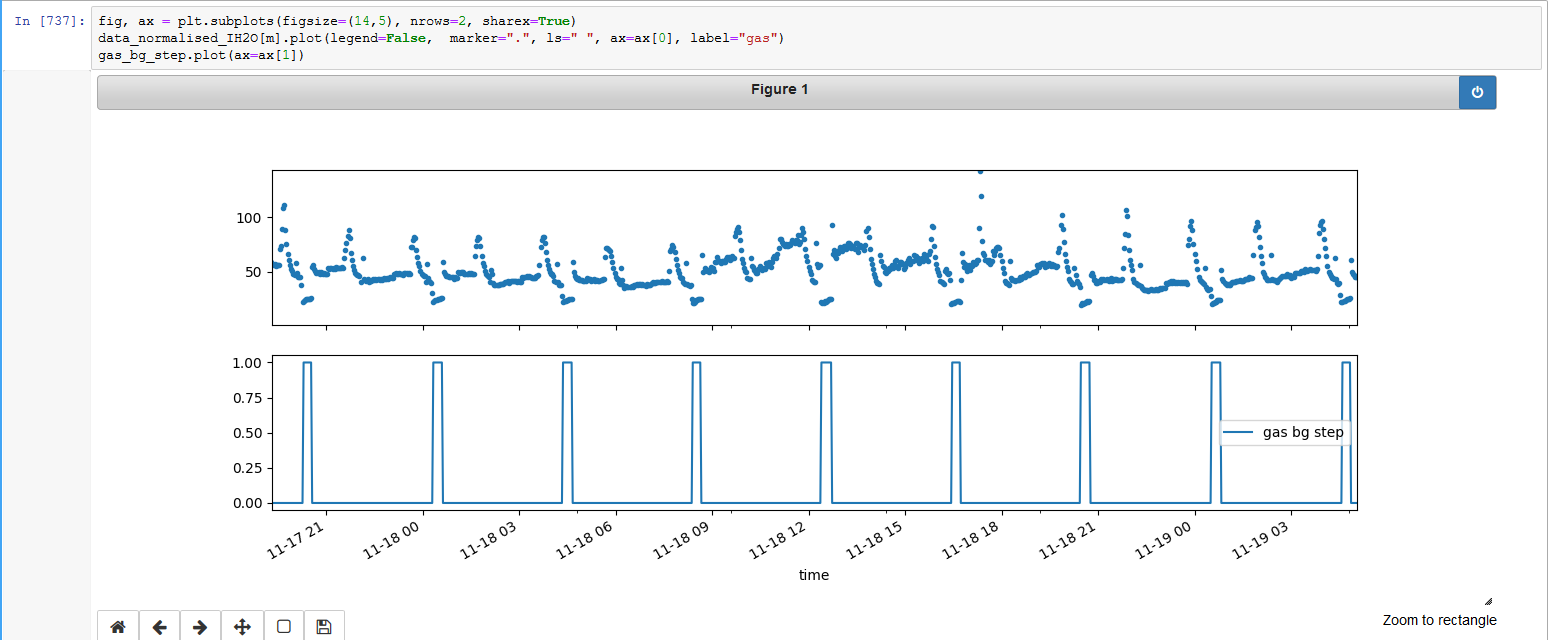 In [737]: fig, ax = plt.subplots(figsize=(14,5), nrows=2, sharex=True)
data_normalised_IH2O[m].plot(legend=False,  marker=".", ls=" ", ax=ax[0], label="gas")
gas_bg_step.plot(ax=ax[1])
Figure 1
100
50
1.00
0.75
0.50
0.25
0.00
gas bg step
11-17 21
11-18 00
11-18 03
11-18 06
11-18 09
11-18 12
11-18 15
11-18 18
11-18 21
11-19 00
11-19 03
time
Zoom to rectangle